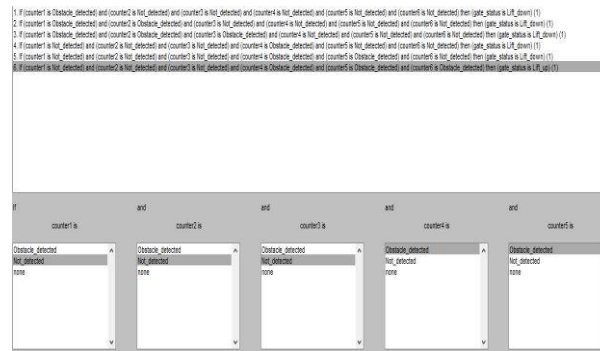 1. If (counter1 is Obstacle_detected) and (counter2 is Not_detected) and (counter3 is Not_detected) and (counter4 is Not_detected) and (counter5 is Not_detected) and (counter6 is Not_detected) then (gate_status is Lift_down) (1)
2. If (counter1 is Obstacle_detected) and (counter2 is Obstacle_detected) and (counter3 is Not_detected) and (counter4 is Not_detected) and (counter5 is Not_detected) and (counter6 is Not_detected) then (gate_status is Lift_down) (1)
3. If (counter1 is Obstacle_detected) and (counter2 is Obstacle_detected) and (counter3 is Obstacle_detected) and (counter4 is Not_detected) and (counter5 is Not_detected) and (counter6 is Not_detected) then (gate_status is Lift_down) (1)
4. If (counter1 is Not_detected) and (counter2 is Not_detected) and (counter3 is Not_detected) and (counter4 is Obstacle_detected) and (counter5 is Not_detected) and (counter6 is Not_detected) then (gate_status is Lift_down) (1)
5. If (counter1 is Not_detected) and (counter2 is Not_detected) and (counter3 is Not_detected) and (counter4 is Obstacle_detected) and (counter5 is Obstacle_detected) and (counter6 is Not_detected) then (gate_status is Lift_down) (1)
6. If (counter1 is Not_detected) and (counter2 is Not_detected) and (counter3 is Not_detected) and (counter4 is Obstacle_detected) and (counter5 is Obstacle_detected) and (counter6 is Obstacle_detected) then (gate_status is Lift_up) (1)
If and and and and
counter1 is counter2 is counter3 is counter4 is counter5 is
Obstacle_detected Obstacle_detected Obstacle_detected Obstacle_detected Obstacle_detected
Not_detected Not_detected Not_detected Not_detected Not_detected
none none none none none